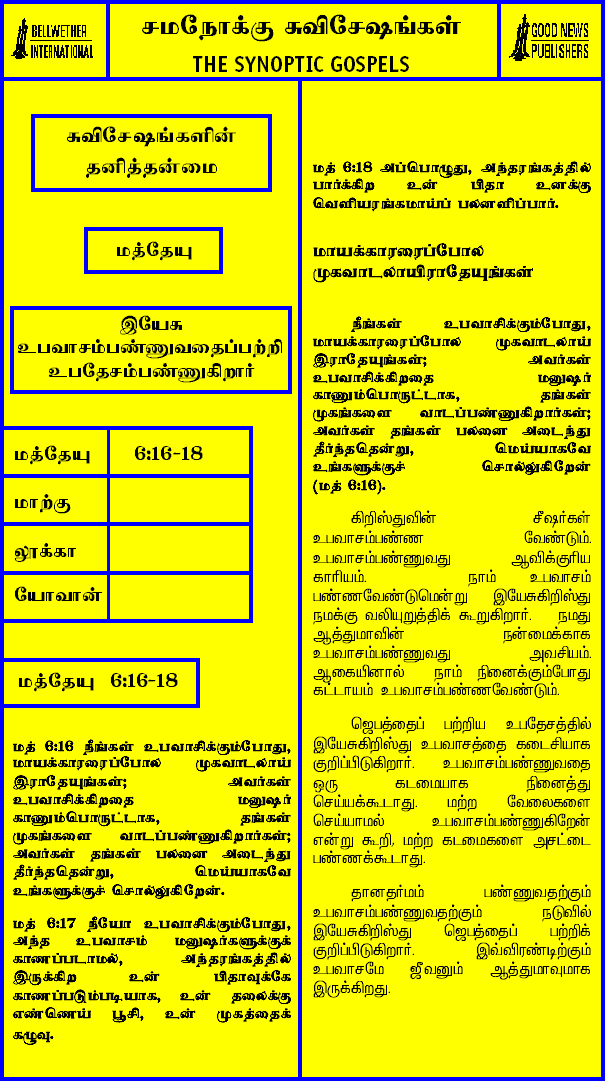 BELLWETHER
INTERNATIONAL
சமநோக்கு சுவிசேஷங்கள்
THE SYNOPTIC GOSPELS
GOOD NEWS
PUBLISHERS
சுவிசேஷங்களின்
தனித்தன்மை
மத்தேயு
இயேசு
உபவாசம்பண்ணுவதைப்பற்றி
உபதேசம்பண்ணுகிறார்
மத்தேயு 6:16-18
மாற்கு
லூக்கா
யோவான்
மத்தேயு 6:16-18
மத் 6:16 நீங்கள் உபவாசிக்கும்போது,
மாயக்காரரைப்போல முகவாடலாய்
இராதேயுங்கள்; அவர்கள்
உபவாசிக்கிறதை மனுஷர்
காணும்பொருட்டாக, தங்கள்
முகங்களை வாடப்பண்ணுகிறார்கள்;
அவர்கள் தங்கள் பலனை அடைந்து
தீர்ந்ததென்று, மெய்யாகவே
உங்களுக்குச் சொல்லுகிறேன்.
மத் 6:17 நீயோ உபவாசிக்கும்போது,
அந்த உபவாசம் மனுஷர்களுக்குக்
காணப்படாமல், அந்தரங்கத்தில்
இருக்கிற உன் பிதாவுக்கே
காணப்படும்படியாக, உன் தலைக்கு
எண்ணெய் பூசி, உன் முகத்தைக்
கழுவு.
மத் 6:18 அப்பொழுது, அந்தரங்கத்தில்
பார்க்கிற உன் பிதா உனக்கு
வெளியரங்கமாய்ப் பலனளிப்பார்.
மாயக்காரரைப்போல
முகவாடலாயிராதேயுங்கள்
நீங்கள் உபவாசிக்கும்போது,
மாயக்காரரைப்போல முகவாடலாய்
இராதேயுங்கள்; அவர்கள்
உபவாசிக்கிறதை மனுஷர்
காணும்பொருட்டாக, தங்கள்
முகங்களை வாடப்பண்ணுகிறார்கள்;
அவர்கள் தங்கள் பலனை அடைந்து
தீர்ந்ததென்று, மெய்யாகவே
உங்களுக்குச் சொல்லுகிறேன்
(மத் 6:16).
கிறிஸ்துவின் சீஷர்கள்
உபவாசம்பண்ண வேண்டும்.
உபவாசம்பண்ணுவது ஆவிக்குரிய
காரியம். நாம் உபவாசம்
பண்ணவேண்டுமென்று இயேசுகிறிஸ்து
நமக்கு வலியுறுத்திக் கூறுகிறார். நமது
ஆத்துமாவின் நன்மைக்காக
உபவாசம்பண்ணுவது அவசியம்.
ஆகையினால் நாம் நினைக்கும்போது
கட்டாயம் உபவாசம்பண்ணவேண்டும்.
ஜெபத்தைப் பற்றிய உபதேசத்தில்
இயேசுகிறிஸ்து உபவாசத்தை கடைசியாக
குறிப்பிடுகிறார். உபவாசம்பண்ணுவதை
ஒரு கடமையாக நினைத்து
செய்யக்கூடாது. மற்ற வேலைகளை
செய்யாமல் உபவாசம்பண்ணுகிறேன்
என்று கூறி, மற்ற கடமைகளை அசட்டை
பண்ணக்கூடாது.
தானதர்மம் பண்ணுவதற்கும்
உபவாசம்பண்ணுவதற்கும் நடுவில்
இயேசுகிறிஸ்து ஜெபத்தைப் பற்றிக்
குறிப்பிடுகிறார். இவ்விரண்டிற்கும்
உபவாசமே ஜீவனும் ஆத்துமாவுமாக
இருக்கிறது.